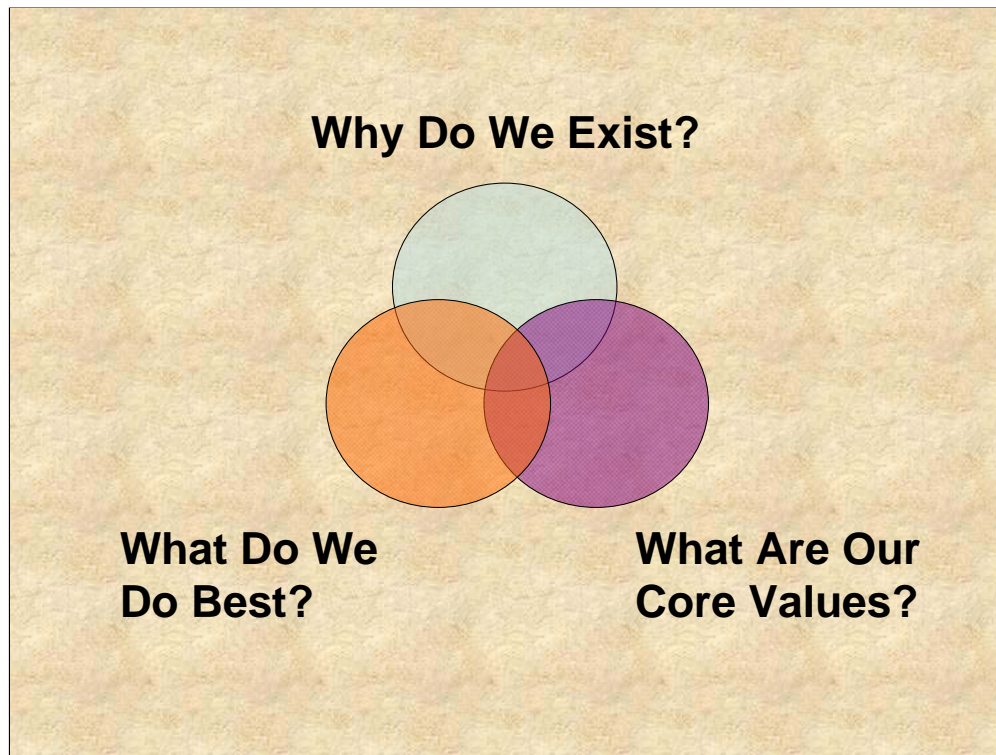 Why Do We Exist?
What Do We
Do Best?
What Are Our
Core Values?